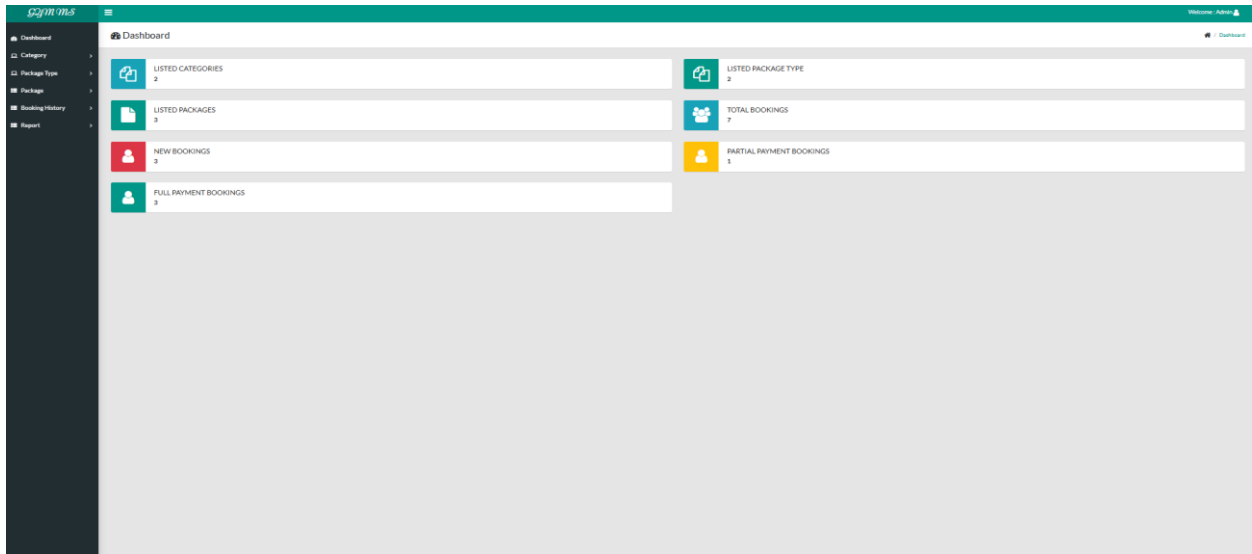 GYM MS
Welcome: Admin
Dashboard
Category
Package Type
Package
Booking History
Report
Dashboard
/ Dashboard
LISTED CATEGORIES
2
LISTED PACKAGE TYPE
2
LISTED PACKAGES
3
TOTAL BOOKINGS
7
NEW BOOKINGS
3
PARTIAL PAYMENT BOOKINGS
1
FULL PAYMENT BOOKINGS
3